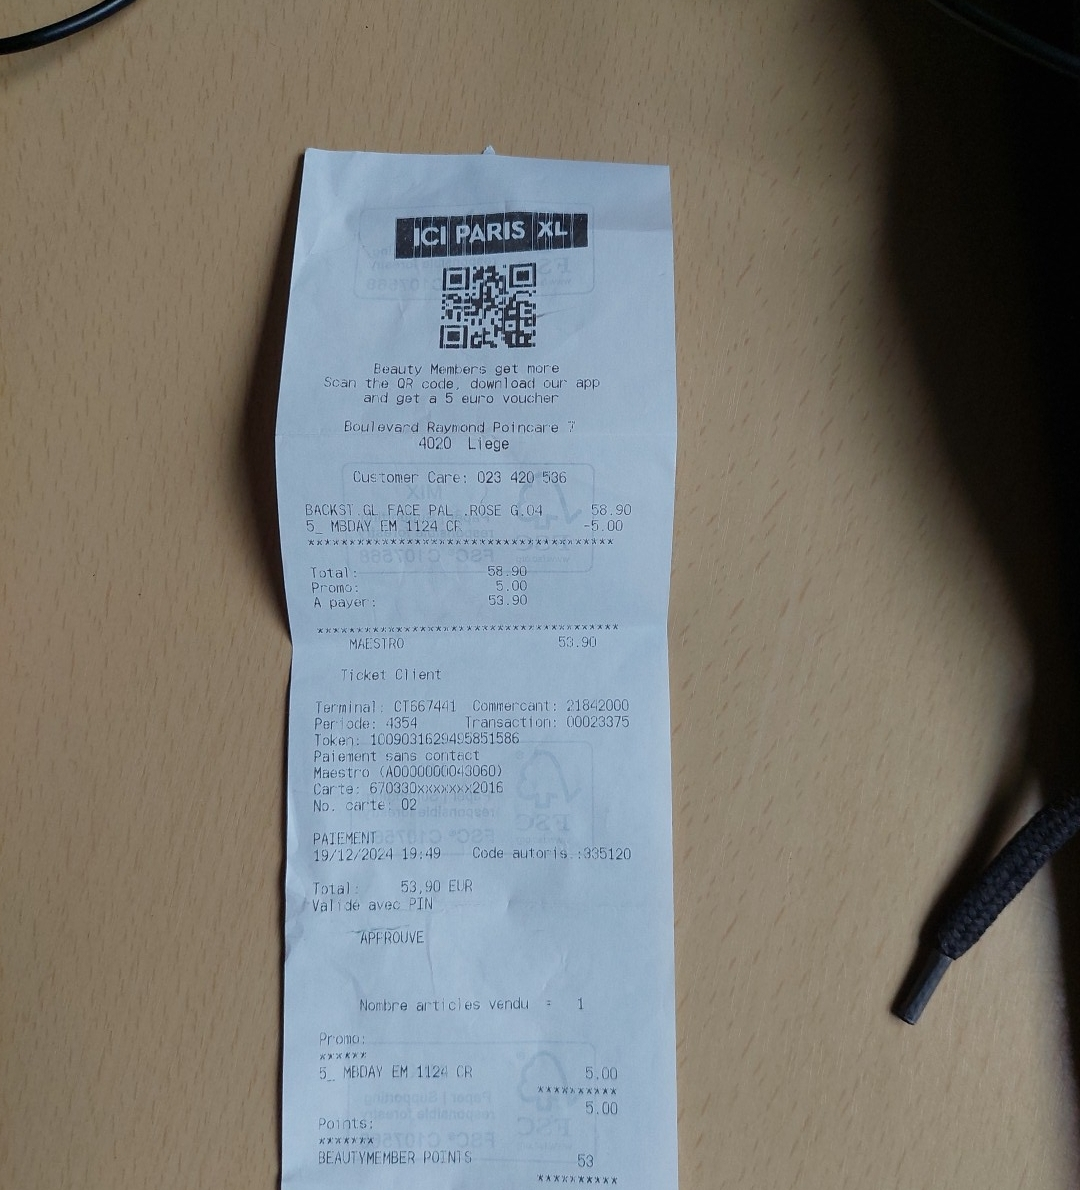 ICI PARIS XL
Beauty Members get more
Scan the QR code, download our app
and get a 5 euro voucher
Boulevard Raymond Poincare 7
4020 Liege
Customer Care: 023 420 536
BACKST GL FACE PAL .ROSE G.04 58.90
5_ MBDAY EM 1124 CR -5.00
***************************************
Total: 58.90
Promo: 5.00
A payer: 53.90
***************************************
MAESTRO 53.90
Ticket Client
Terminal: CT567441 Commercant: 21842000
Periode: 4354 Transaction: 00023375
Token: 1009031629495851586
Paiement sans contact
Maestro (A0000000043060)
Carte: 670330xxxxxxx2016
No. carte: 02
PAIEMENT
19/12/2024 19:49 Code autoris.:335120
Total: 53,90 EUR
Validé avec PIN
APPROUVE
Nombre articles vendu = 1
Promo:
******
5_ MBDAY EM 1124 CR 5.00
**********
5.00
Points:
*******
BEAUTYMEMBER POINTS 53
**********